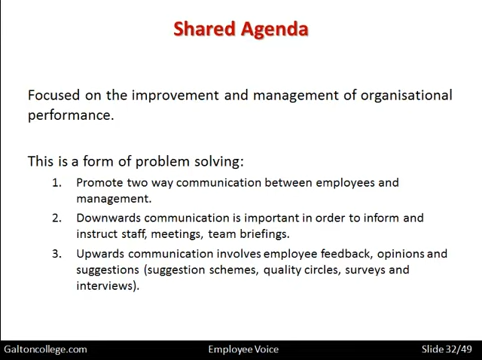 Shared Agenda
Focused on the improvement and management of organisational
performance.
This is a form of problem solving:
1. Promote two way communication between employees and
management.
2. Downwards communication is important in order to inform and
instruct staff, meetings, team briefings.
3. Upwards communication involves employee feedback, opinions and
suggestions (suggestion schemes, quality circles, surveys and
interviews).
Galtoncollege.com Employee Voice Slide 32/49